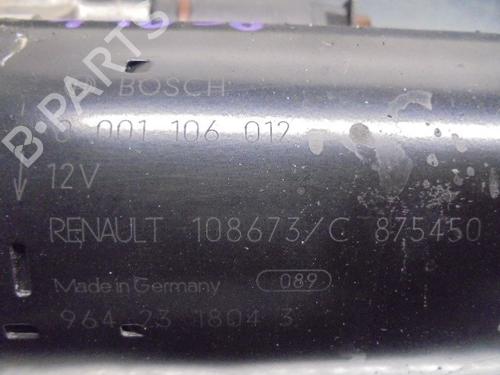 B-PARTS
BOSCH
0 001 106 012
12V
RENAULT 108673/C 875450
Made in Germany 089
964 23 1804 3